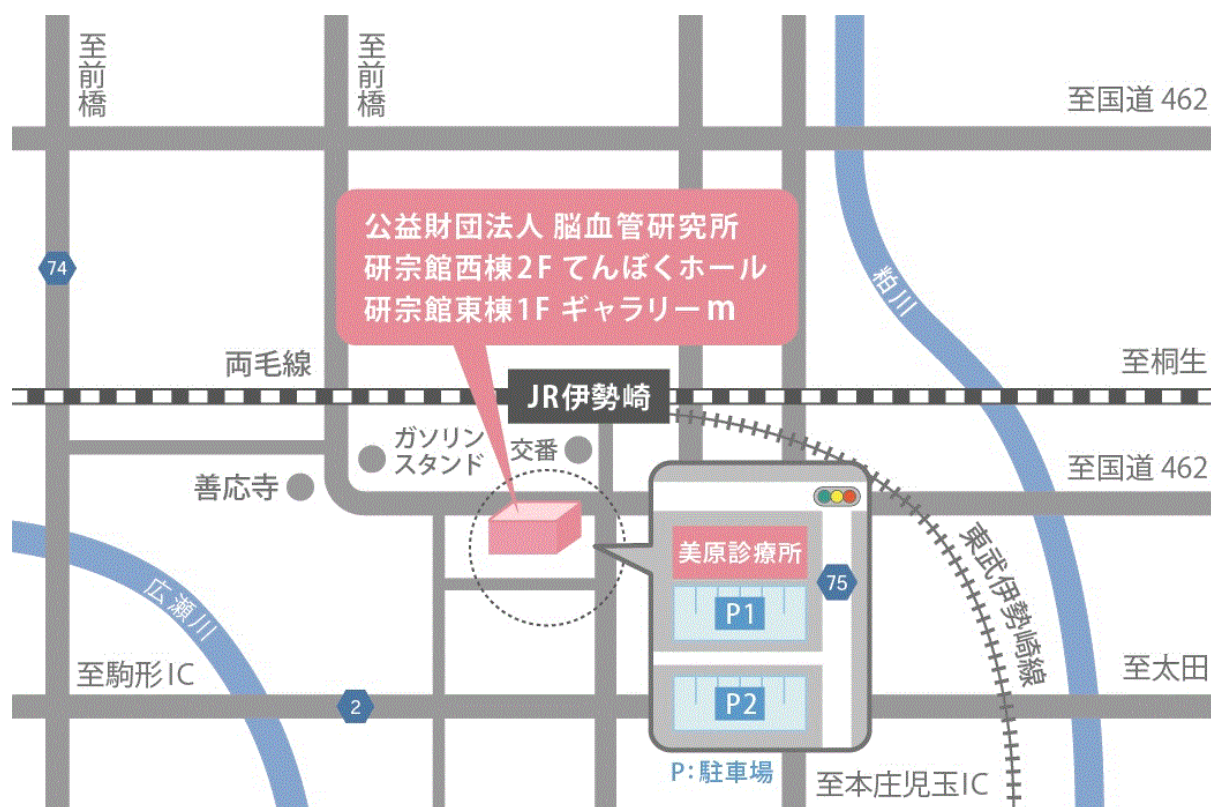 至前橋
至前橋
至国道 462
公益財団法人 脳血管研究所
研宗館西棟2F てんぼくホール
研宗館東棟1F ギャラリーm
74
粕川
両毛線
至桐生
JR伊勢崎
ガソリン
スタンド
交番
善応寺
至国道 462
美原診療所
75
東武伊勢崎線
広瀬川
P1
至駒形IC
至太田
2
P2
P:駐車場
至本庄児玉IC